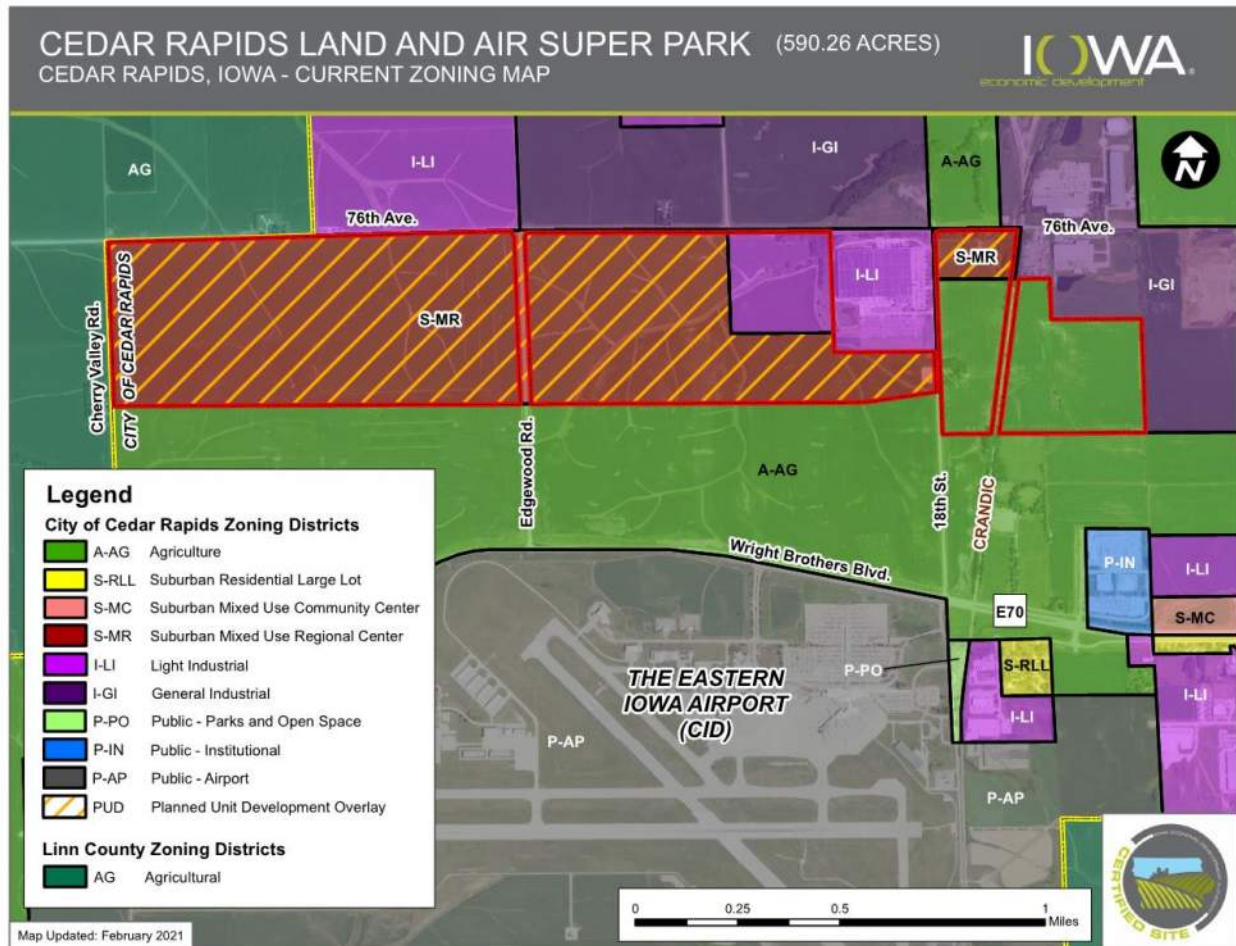 CEDAR RAPIDS LAND AND AIR SUPER PARK (590.26 ACRES)
CEDAR RAPIDS, IOWA - CURRENT ZONING MAP
IOWA
economic development
N
AG
I-LI
I-GI
A-AG
76th Ave.
76th Ave.
S-MR
I-LI
S-MR
I-GI
Cherry Valley Rd.
CITY OF CEDAR RAPIDS
Edgewood Rd.
A-AG
18th St.
CRANDIC
Wright Brothers Blvd.
P-IN
I-LI
S-MC
E70
P-PO
S-RLL
I-LI
I-LI
THE EASTERN
IOWA AIRPORT
(CID)
P-AP
P-AP
Legend
City of Cedar Rapids Zoning Districts
A-AG Agriculture
S-RLL Suburban Residential Large Lot
S-MC Suburban Mixed Use Community Center
S-MR Suburban Mixed Use Regional Center
I-LI Light Industrial
I-GI General Industrial
P-PO Public - Parks and Open Space
P-IN Public - Institutional
P-AP Public - Airport
PUD Planned Unit Development Overlay
Linn County Zoning Districts
AG Agricultural
0 0.25 0.5 1
Miles
CERTIFIED SITE
Map Updated: February 2021